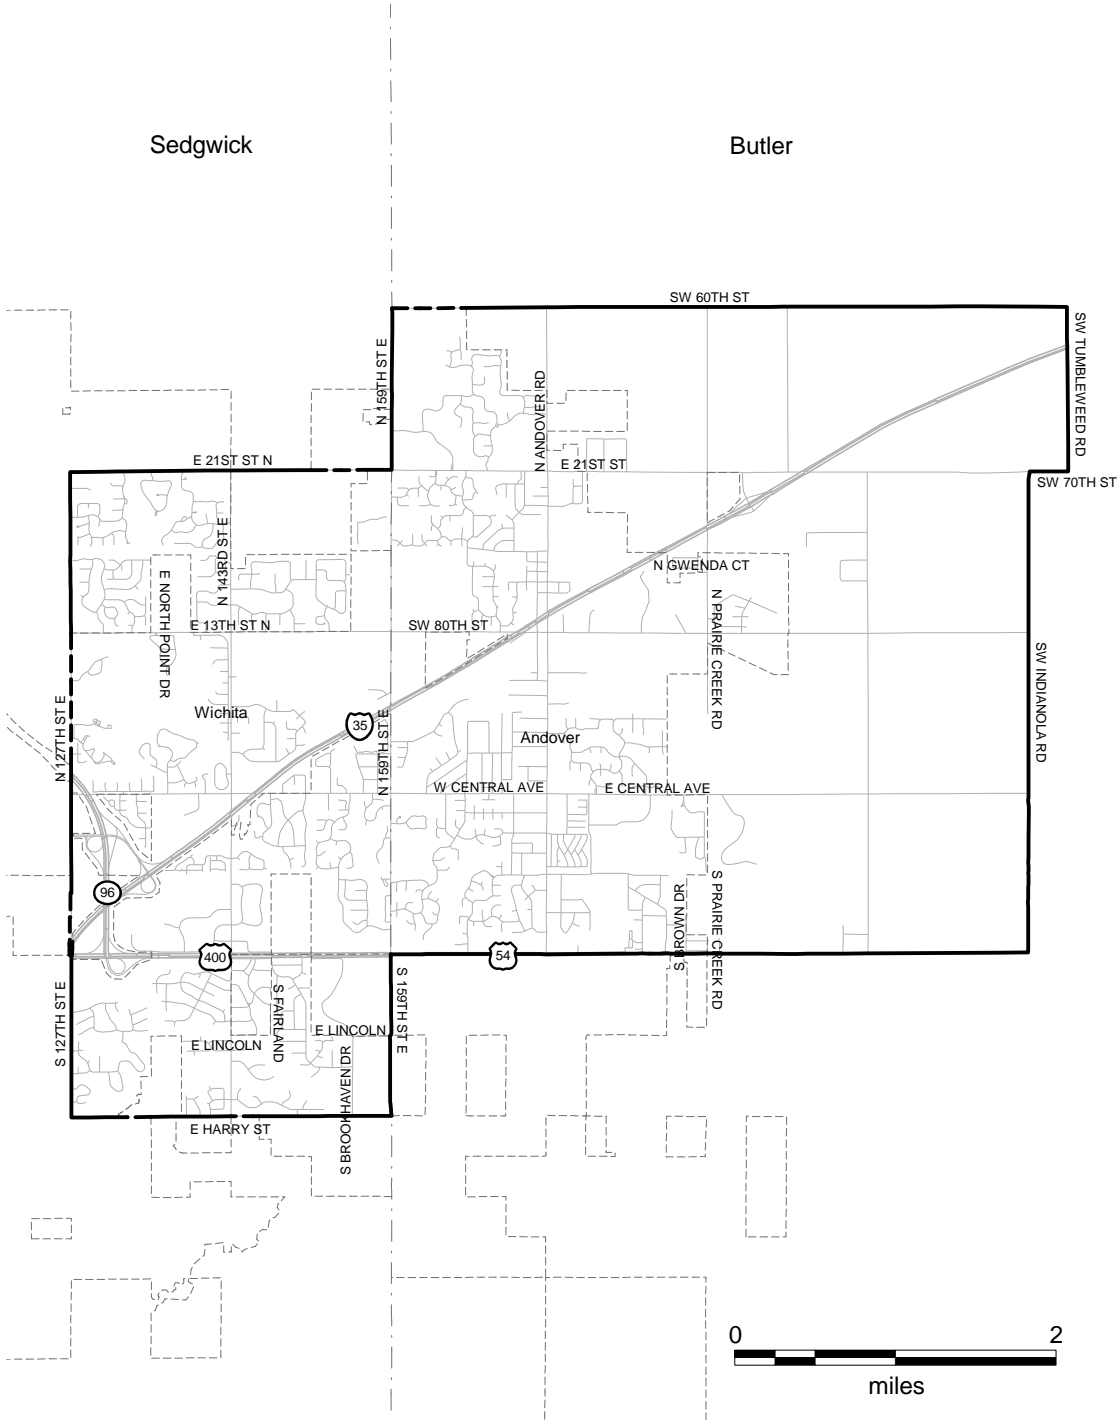 Sedgwick
Butler
SW 60TH ST
N 159TH ST E
SW TUMBLEWEED RD
N ANDOVER RD
E 21ST ST N
E 21ST ST
SW 70TH ST
N 143RD ST E
E NORTH POINT DR
N GWENDA CT
N PRAIRIE CREEK RD
E 13TH ST N
SW 80TH ST
SW INDIANOLA RD
N 127TH ST E
Wichita
35
N 159TH ST E
Andover
W CENTRAL AVE
E CENTRAL AVE
96
S BROWN DR
S PRAIRIE CREEK RD
400
54
S 127TH ST E
S FAIRLAND
S 159TH ST E
E LINCOLN
E LINCOLN
S BROOKHAVEN DR
E HARRY ST
0
2
miles